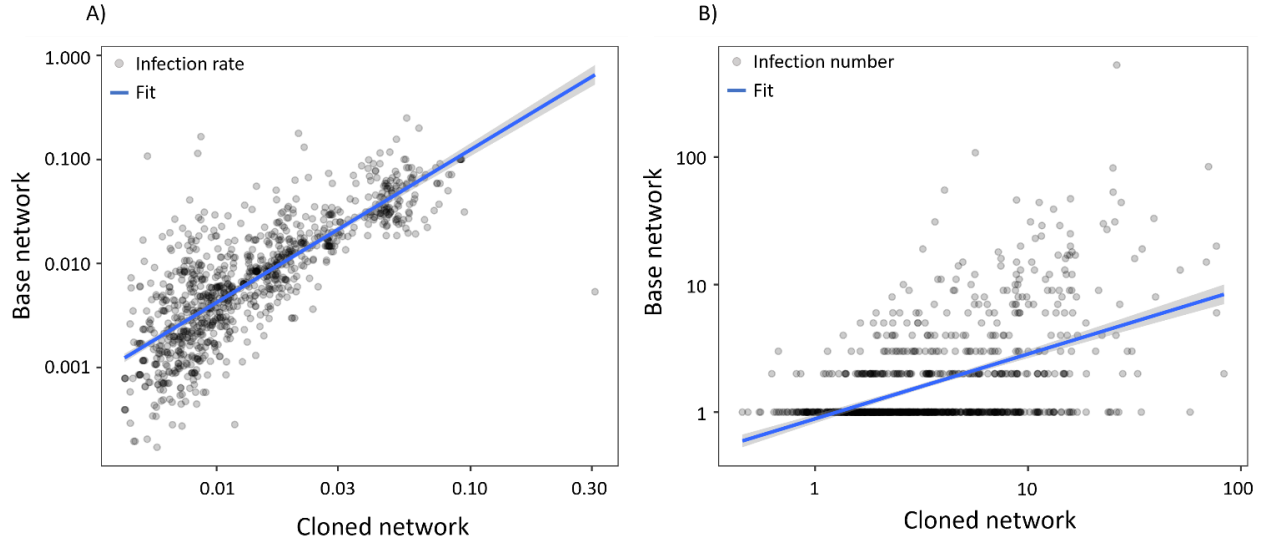 A)
Infection rate
Fit
1.000
0.100
0.010
0.001
Base network
0.01 0.03 0.10 0.30
Cloned network
B)
Infection number
Fit
100
10
1
Base network
1 10 100
Cloned network